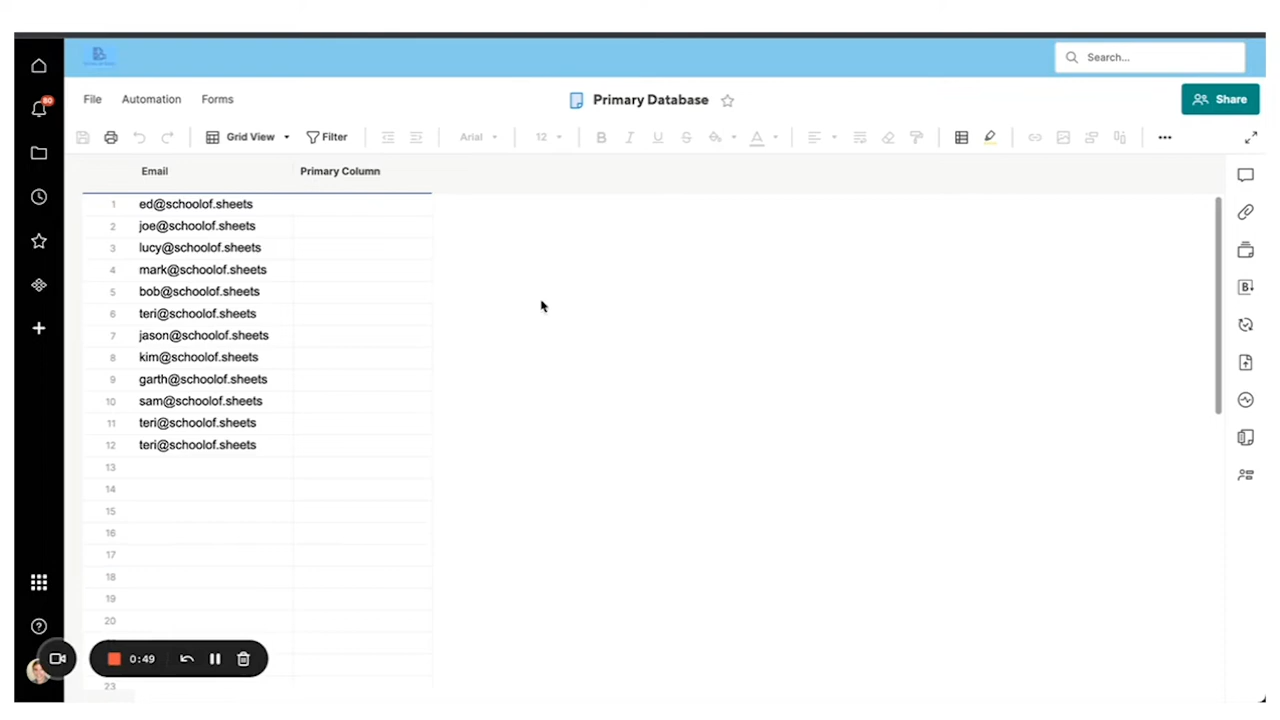 Search...
File Automation Forms
Primary Database
Share
80
Grid View Filter Arial 12 B I U S A
Email Primary Column
1 ed@schoolof.sheets
2 joe@schoolof.sheets
3 lucy@schoolof.sheets
4 mark@schoolof.sheets
5 bob@schoolof.sheets
6 teri@schoolof.sheets
7 jason@schoolof.sheets
8 kim@schoolof.sheets
9 garth@schoolof.sheets
10 sam@schoolof.sheets
11 teri@schoolof.sheets
12 teri@schoolof.sheets
13
14
15
16
17
18
19
20
0:49
23